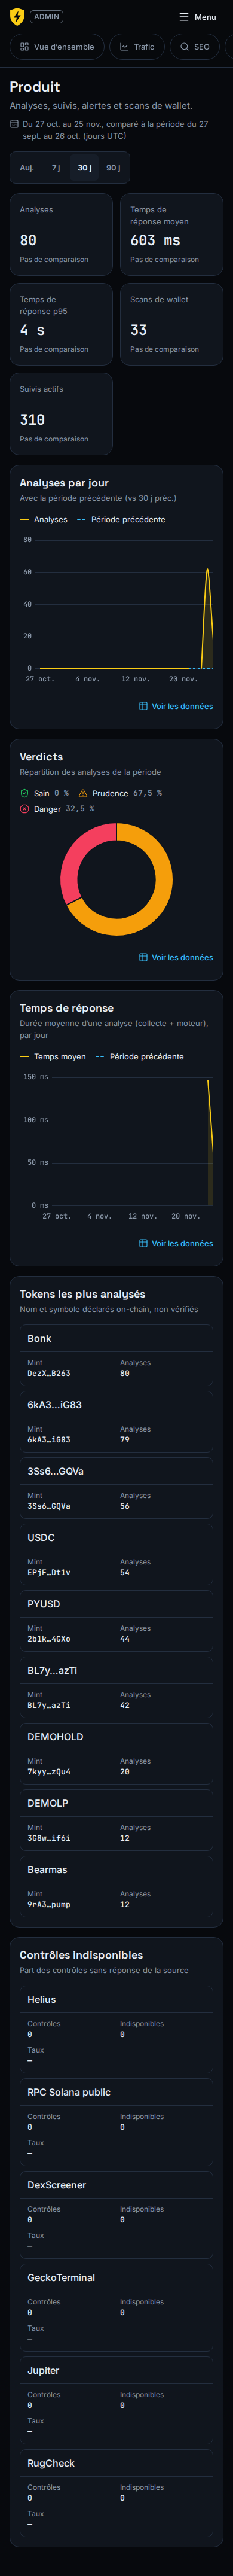 ADMIN
Menu
Vue d'ensemble
Trafic
SEO
Produit
Analyses, suivis, alertes et scans de wallet.
Du 27 oct. au 25 nov., comparé à la période du 27
sept. au 26 oct. (jours UTC)
Auj. 7 j 30 j 90 j
Analyses
80
Pas de comparaison
Temps de
réponse moyen
603 ms
Pas de comparaison
Temps de
réponse p95
4 s
Pas de comparaison
Scans de wallet
33
Pas de comparaison
Suivis actifs
310
Pas de comparaison
Analyses par jour
Avec la période précédente (vs 30 j préc.)
Analyses Période précédente
80
60
40
20
0
27 oct. 4 nov. 12 nov. 20 nov.
Voir les données
Verdicts
Répartition des analyses de la période
Sain 0 % Prudence 67,5 %
Danger 32,5 %
Voir les données
Temps de réponse
Durée moyenne d'une analyse (collecte + moteur),
par jour
Temps moyen Période précédente
150 ms
100 ms
50 ms
0 ms
27 oct. 4 nov. 12 nov. 20 nov.
Voir les données
Tokens les plus analysés
Nom et symbole déclarés on-chain, non vérifiés
Bonk
Mint Analyses
DezX…B263 80
6kA3…iG83
Mint Analyses
6kA3…iG83 79
3Ss6…GQVa
Mint Analyses
3Ss6…GQVa 56
USDC
Mint Analyses
EPjF…Dt1v 54
PYUSD
Mint Analyses
2b1k…4GXo 44
BL7y…azTi
Mint Analyses
BL7y…azTi 42
DEMOHOLD
Mint Analyses
7kyy…zQu4 20
DEMOLP
Mint Analyses
3G8w…if6i 12
Bearmas
Mint Analyses
9rA3…pump 12
Contrôles indisponibles
Part des contrôles sans réponse de la source
Helius
Contrôles Indisponibles
0 0
Taux
—
RPC Solana public
Contrôles Indisponibles
0 0
Taux
—
DexScreener
Contrôles Indisponibles
0 0
Taux
—
GeckoTerminal
Contrôles Indisponibles
0 0
Taux
—
Jupiter
Contrôles Indisponibles
0 0
Taux
—
RugCheck
Contrôles Indisponibles
0 0
Taux
—